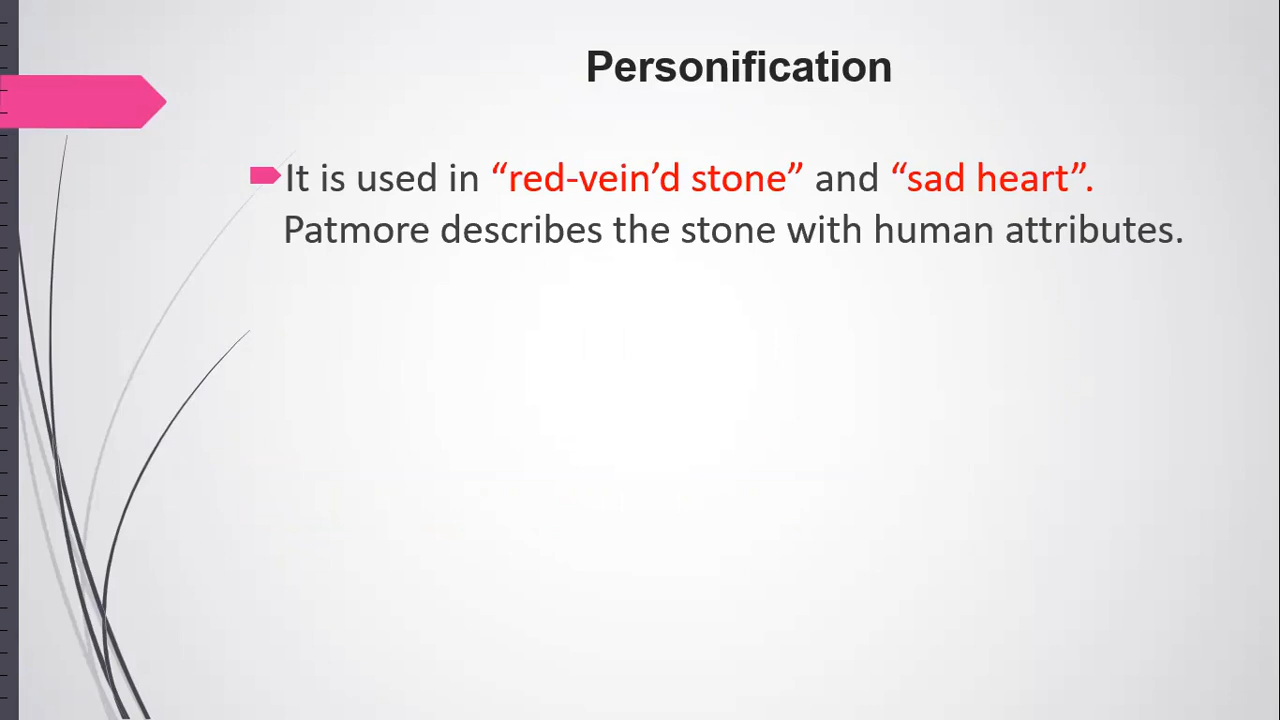 Personification
It is used in “red-vein’d stone” and “sad heart”.
Patmore describes the stone with human attributes.